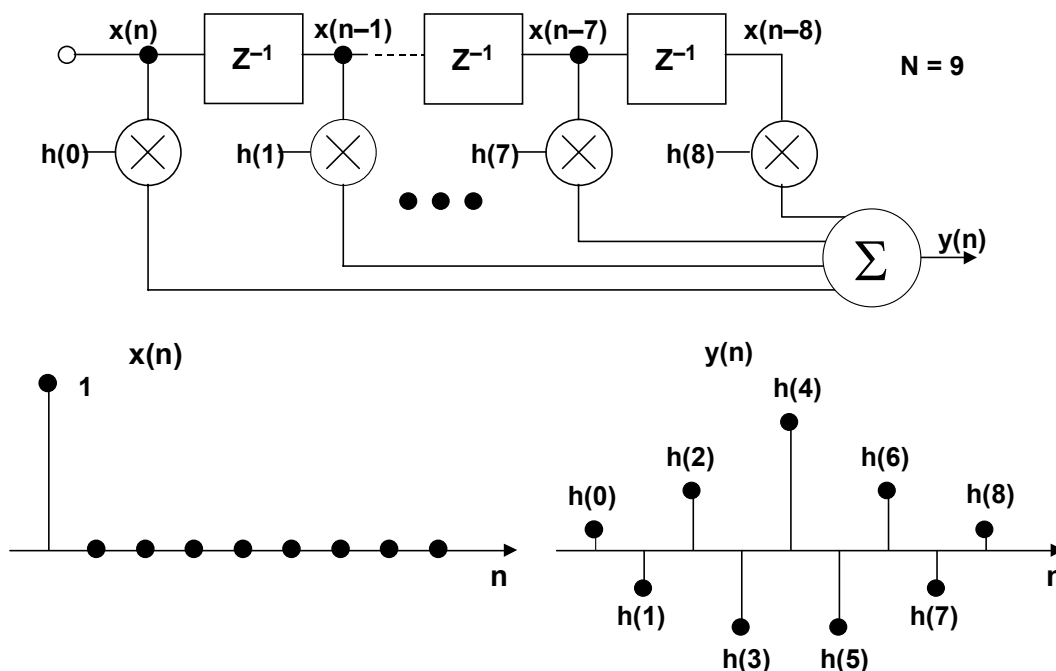 x(n) x(n–1) x(n–7) x(n–8)
Z–1 Z–1 Z–1 N = 9
h(0) h(1) h(7) h(8)
y(n)
Σ
x(n) y(n)
1 h(4)
h(2) h(6)
h(0) h(8)
n n
h(1) h(7)
h(3) h(5)